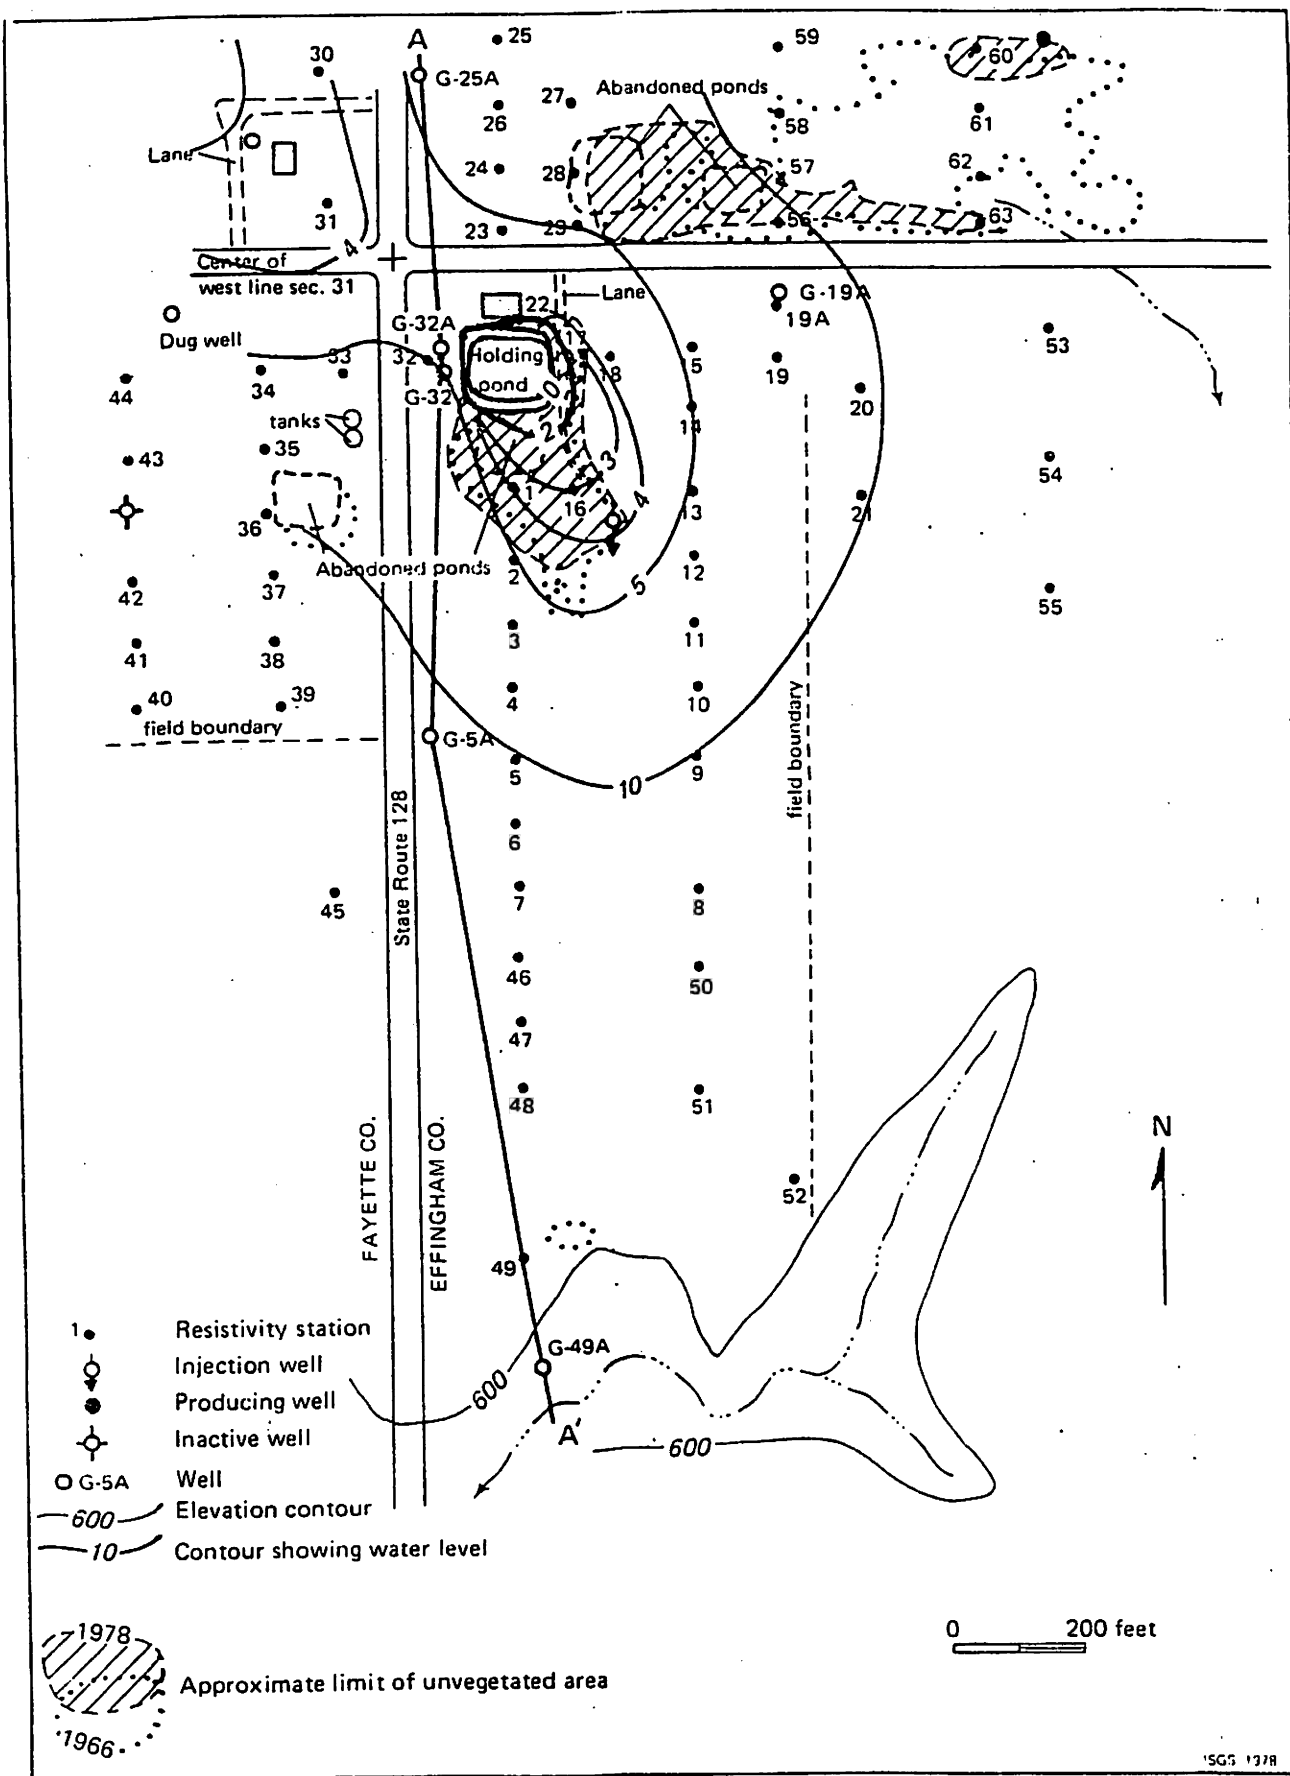 A
25
59
30
G-25A
60
27
Abandoned ponds
26
58
61
Lane
24
28
57
62
31
23
29
56
63
4
Center of
west line sec. 31
Lane
G-19A
22
19A
Dug well
G-32A
17
53
33
32
Holding
18
15
19
44
34
G-32
pond
0
20
tanks
2
14
43
35
3
54
1
4
36
16
13
21
Abandoned ponds
2
12
42
37
5
55
3
11
41
38
4
10
40
39
field boundary
G-5A
field boundary
5
9
10
6
State Route 128
7
8
45
46
50
47
48
51
FAYETTE CO.
EFFINGHAM CO.
N
52
49
1
Resistivity station
G-49A
Injection well
600
Producing well
A'
Inactive well
600
G-5A
Well
600
Elevation contour
10
Contour showing water level
1978
0 200 feet
Approximate limit of unvegetated area
1966
ISGS 1978